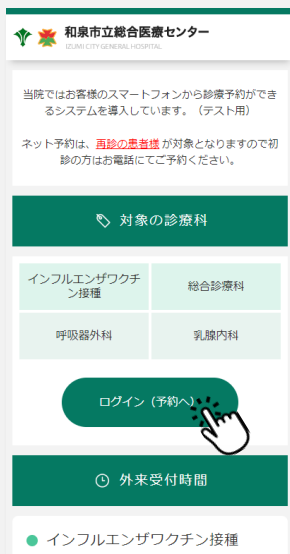 和泉市立総合医療センター
IZUMI CITY GENERAL HOSPITAL
当院ではお客様のスマートフォンから診療予約ができ
るシステムを導入しています。（テスト用）
ネット予約は、再診の患者様が対象となりますので初
診の方はお電話にてご予約ください。
対象の診療科
インフルエンザワクチ
ン接種
総合診療科
呼吸器外科
乳腺内科
ログイン（予約へ）
外来受付時間
インフルエンザワクチン接種